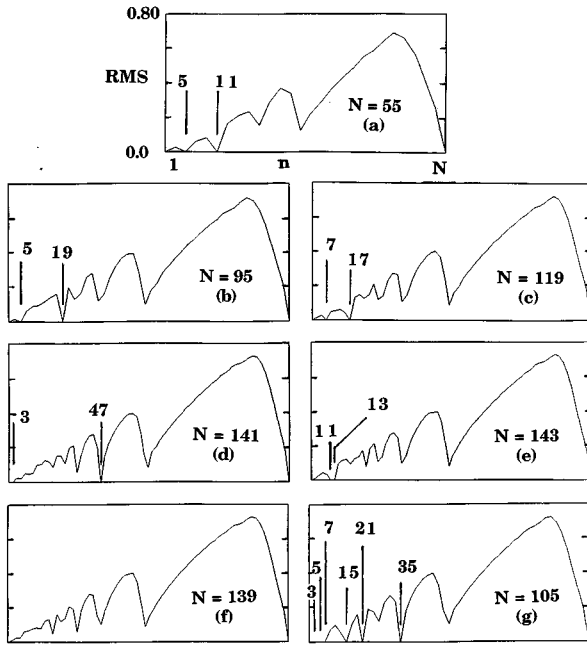 0.80
RMS
0.0
5
11
N = 55
(a)
1
n
N
5
19
N = 95
(b)
7
17
N = 119
(c)
3
47
N = 141
(d)
11
13
N = 143
(e)
N = 139
(f)
3
5
7
15
21
35
N = 105
(g)